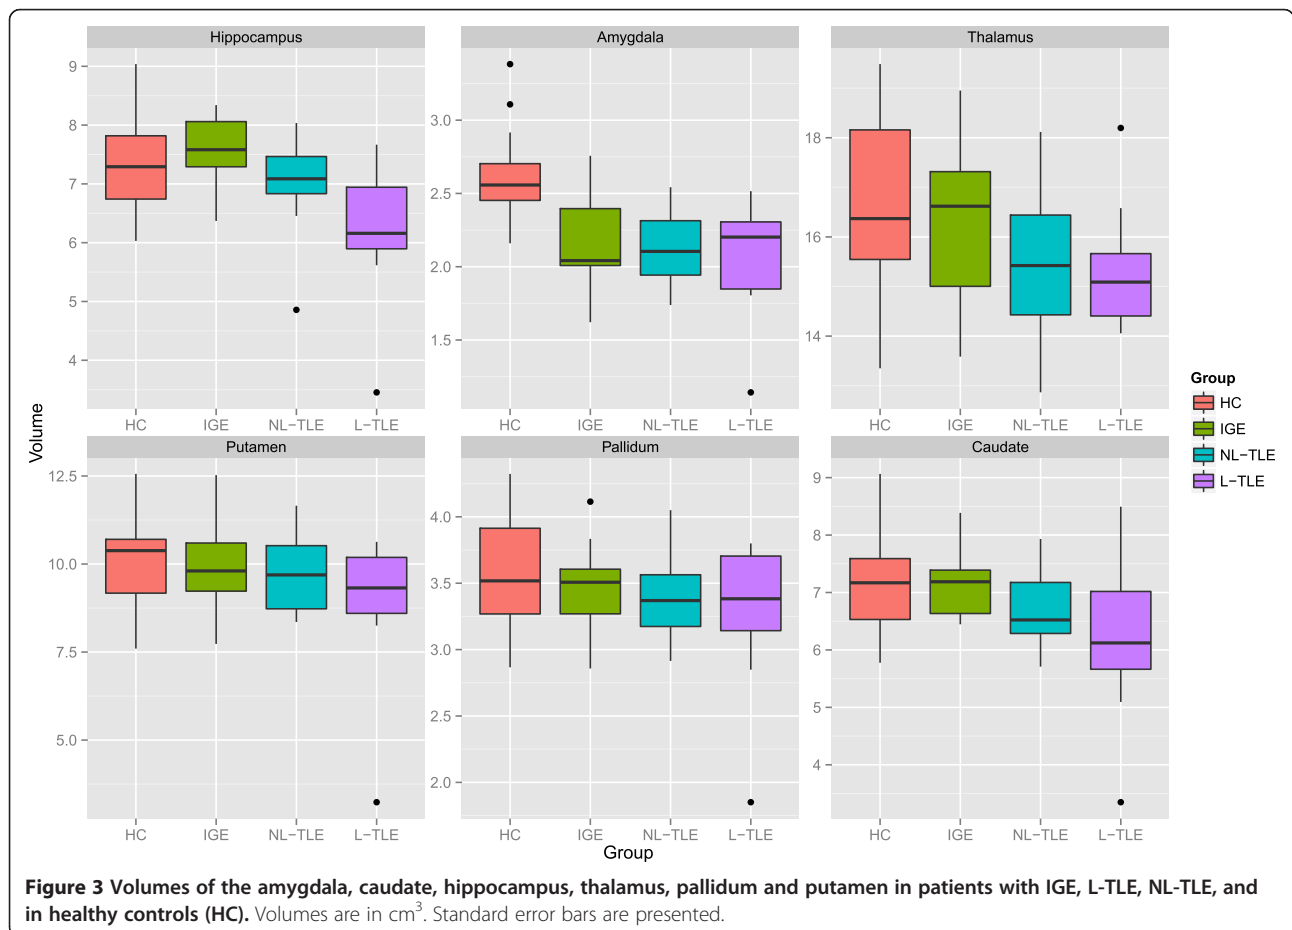 Hippocampus
Amygdala
Thalamus
9
8
7
6
5
4
3.0
2.5
2.0
1.5
18
16
14
HC IGE NL−TLE L−TLE
HC IGE NL−TLE L−TLE
HC IGE NL−TLE L−TLE
Volume
Putamen
Pallidum
Caudate
12.5
10.0
7.5
5.0
4.0
3.5
3.0
2.5
2.0
9
8
7
6
5
4
HC IGE NL−TLE L−TLE
HC IGE NL−TLE L−TLE
HC IGE NL−TLE L−TLE
Group
Group
HC
IGE
NL−TLE
L−TLE
Figure 3 Volumes of the amygdala, caudate, hippocampus, thalamus, pallidum and putamen in patients with IGE, L-TLE, NL-TLE, and
in healthy controls (HC). Volumes are in cm³. Standard error bars are presented.